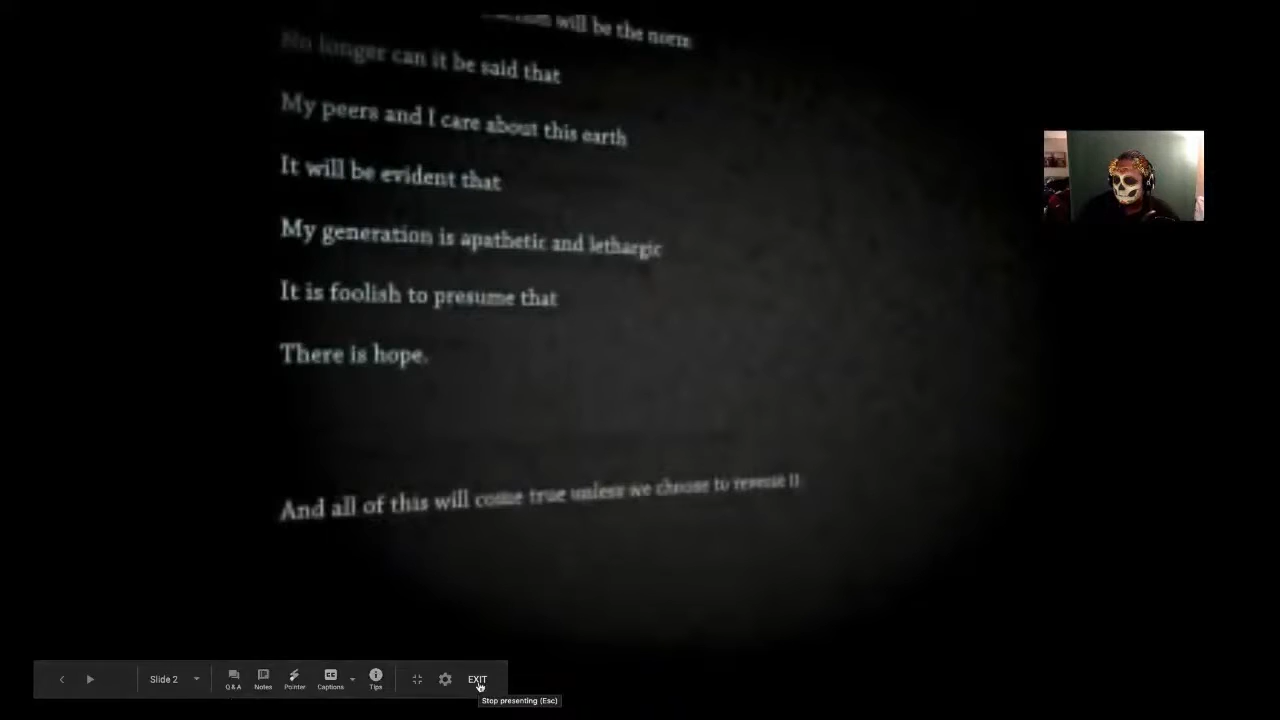 will be the norm
No longer can it be said that
My peers and I care about this earth
It will be evident that
My generation is apathetic and lethargic
It is foolish to presume that
There is hope.
And all of this will come true unless we choose to reverse it
Slide 2
Q&A
Notes
Pointer
Captions
Tips
EXIT
Stop presenting (Esc)